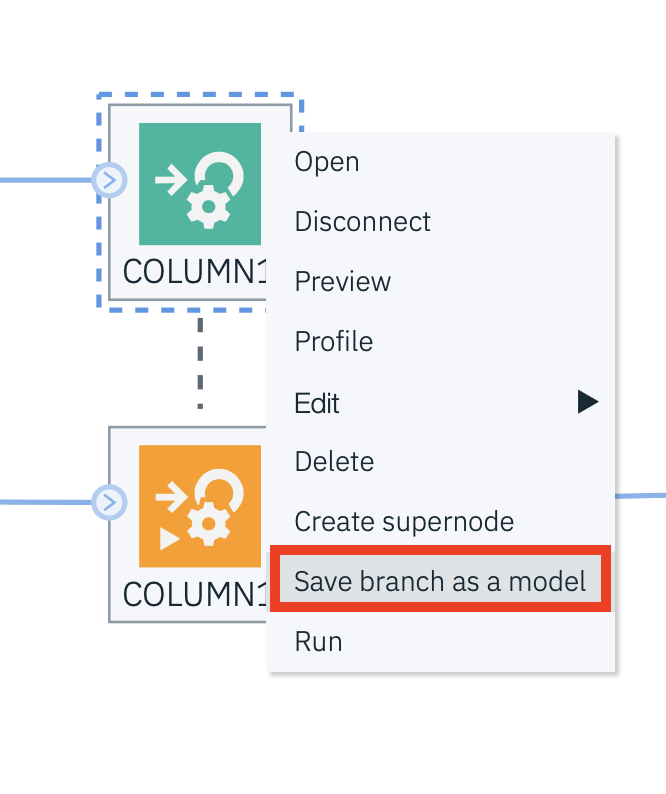 Open
Disconnect
COLUMN1
Preview
Profile
Edit
Delete
Create supernode
Save branch as a model
COLUMN1
Run